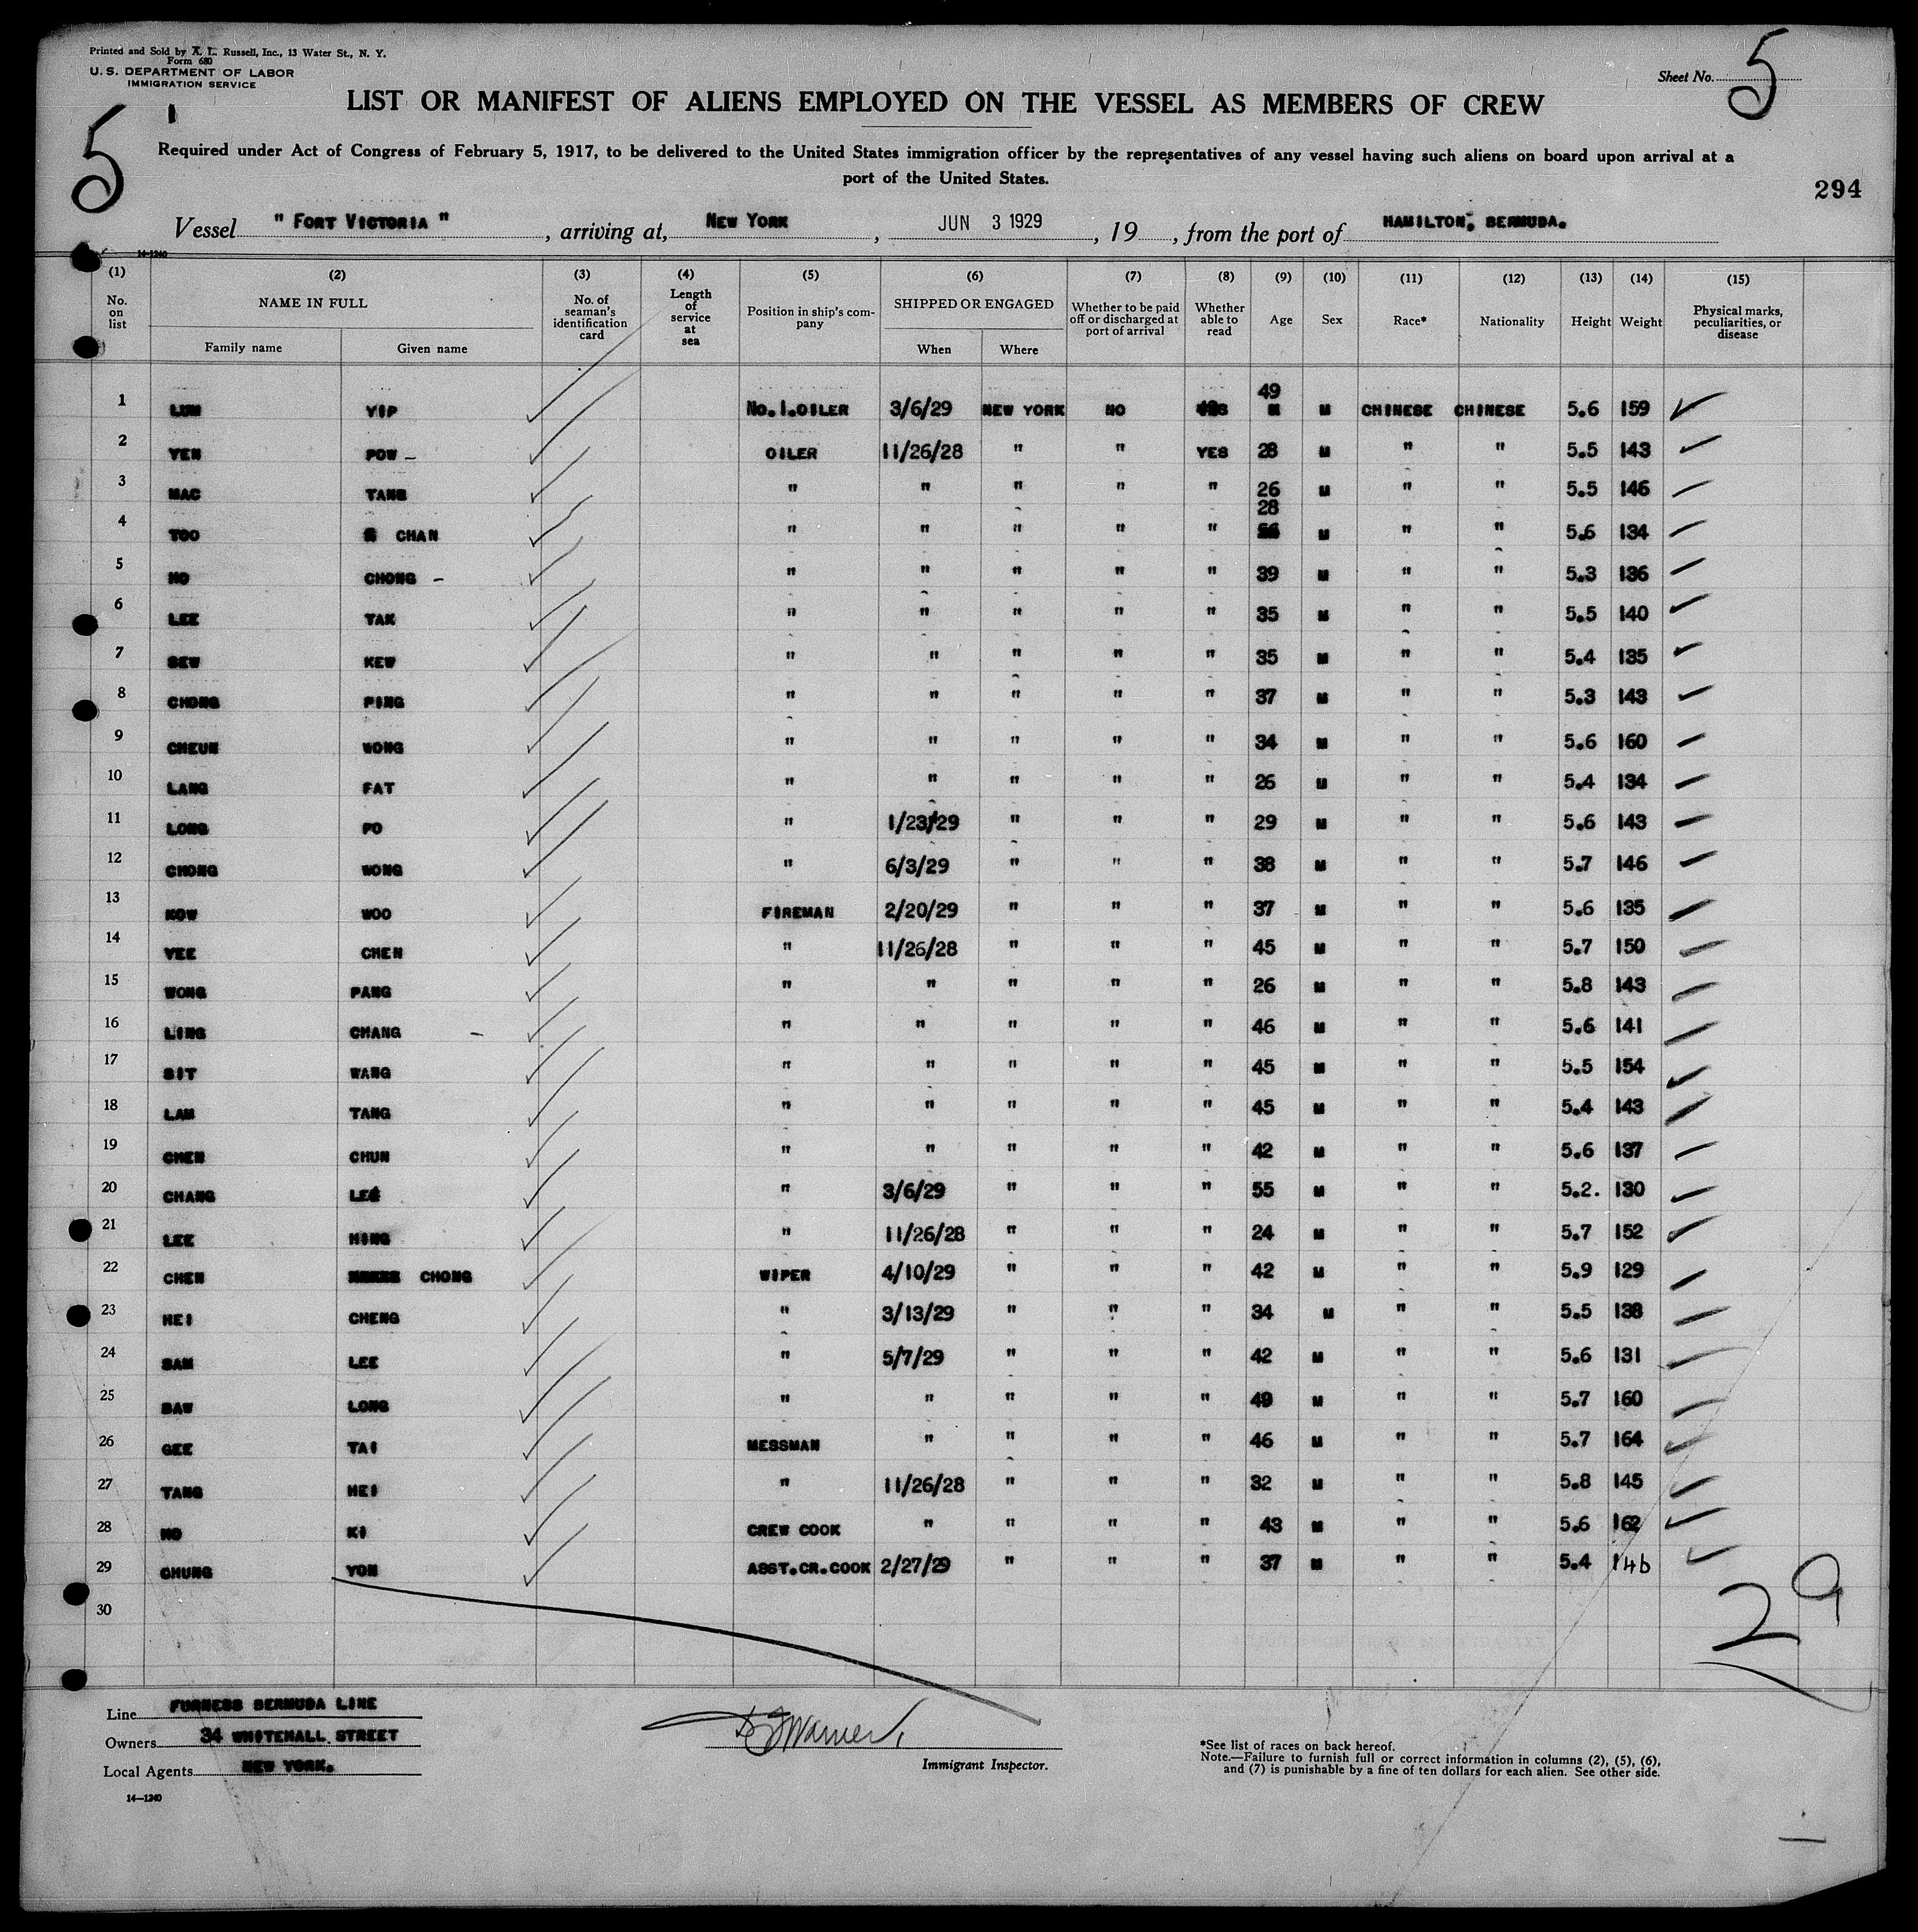 Printed and Sold by A. L. Russell, Inc., 13 Water St., N. Y.
Form 680
U. S. DEPARTMENT OF LABOR
IMMIGRATION SERVICE
Sheet No. 5
5
LIST OR MANIFEST OF ALIENS EMPLOYED ON THE VESSEL AS MEMBERS OF CREW
Required under Act of Congress of February 5, 1917, to be delivered to the United States immigration officer by the representatives of any vessel having such aliens on board upon arrival at a
port of the United States.
294
Vessel " FORT VICTORIA " , arriving at, NEW YORK , JUN 3 1929 , 19 , from the port of HAMILTON, BERMUDA.
14-1240
(1) (2) (3) (4) (5) (6) (7) (8) (9) (10) (11) (12) (13) (14) (15)
No. on list NAME IN FULL Family name Given name No. of seaman's identification card Length of service at sea Position in ship's company SHIPPED OR ENGAGED When Where Whether to be paid off or discharged at port of arrival Whether able to read Age Sex Race* Nationality Height Weight Physical marks, peculiarities, or disease
1 LUM YIP No.1.OILER 3/6/29 NEW YORK NO 49 M CHINESE CHINESE 5.6 159
2 YEN POW - OILER 11/26/28 " " YES 28 M " " 5.5 143
3 MAC TANG " " " " " 26 M " " 5.5 146
4 TOO CHAN " " " " " 28 M " " 5.6 134
5 HO CHONG - " " " " " 39 M " " 5.3 136
6 LEE TAK " " " " " 35 M " " 5.5 140
7 SEW KEW " " " " " 35 M " " 5.4 135
8 CHONG PING " " " " " 37 M " " 5.3 143
9 CHEUN WONG " " " " " 34 M " " 5.6 160
10 LANG FAT " " " " " 26 M " " 5.4 134
11 LONG PO " 1/23/29 " " " 29 M " " 5.6 143
12 CHONG WONG " 6/3/29 " " " 38 M " " 5.7 146
13 KOW WOO FIREMAN 2/20/29 " " " 37 M " " 5.6 135
14 YEE CHEN " 11/26/28 " " " 45 M " " 5.7 150
15 WONG PANG " " " " " 26 M " " 5.8 143
16 LING CHANG - " " " " " 46 M " " 5.6 141
17 SIT WANG " " " " " 45 M " " 5.5 154
18 LAM TANG " " " " " 45 M " " 5.4 143
19 CHEN CHUN " " " " " 42 M " " 5.6 137
20 CHANG LEE " 3/6/29 " " " 55 M " " 5.2. 130
21 LEE HING " 11/26/28 " " " 24 M " " 5.7 152
22 CHEN CHONG WIPER 4/10/29 " " " 42 M " " 5.9 129
23 HEI CHENG " 3/13/29 " " " 34 M " " 5.5 138
24 SAM LEE " 5/7/29 " " " 42 M " " 5.6 131
25 SAW LONG " " " " " 49 M " " 5.7 160
26 GEE TAI MESSMAN " " " " 46 M " " 5.7 164
27 TANG HEI " 11/26/28 " " " 32 M " " 5.8 145
28 HO KI CREW COOK " " " " 43 M " " 5.6 162
29 CHUNG YON ASST.CR.COOK 2/27/29 " " " 37 M " " 5.4 146
30
29
Line FURNESS BERMUDA LINE
Owners 34 WHITEHALL STREET
Local Agents NEW YORK.
14—1240
Immigrant Inspector.
*See list of races on back hereof.
Note.—Failure to furnish full or correct information in columns (2), (5), (6),
and (7) is punishable by a fine of ten dollars for each alien. See other side.